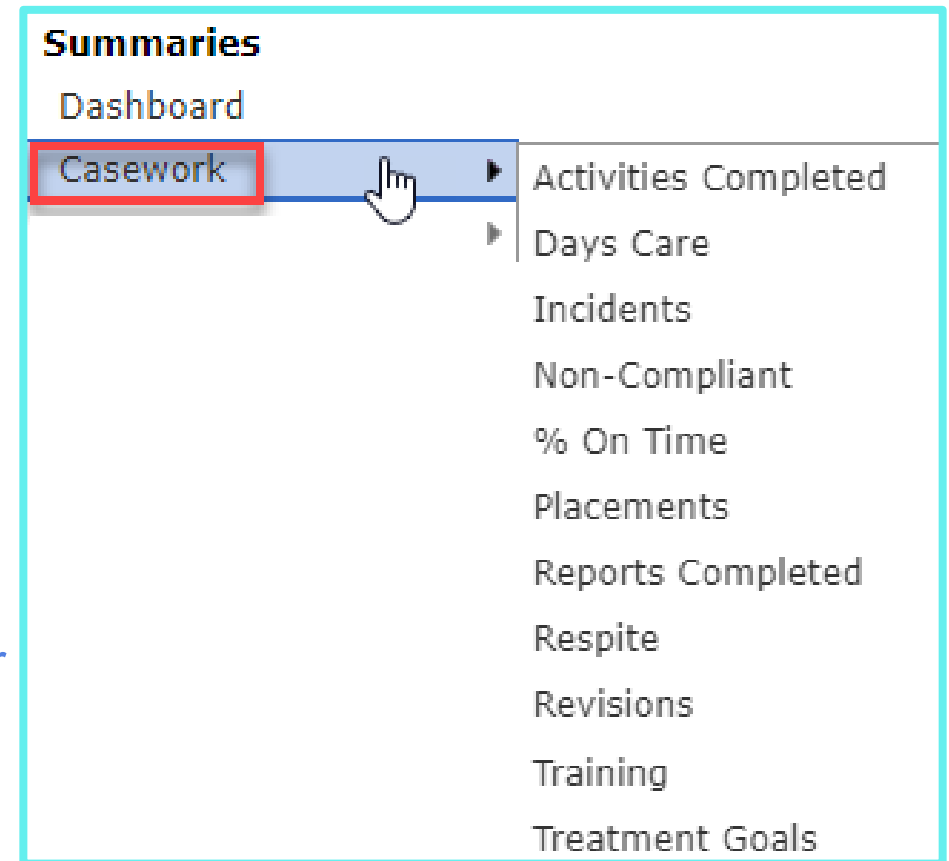 Summaries
Dashboard
Casework
Activities Completed
Days Care
Incidents
Non-Compliant
% On Time
Placements
Reports Completed
Respite
Revisions
Training
Treatment Goals